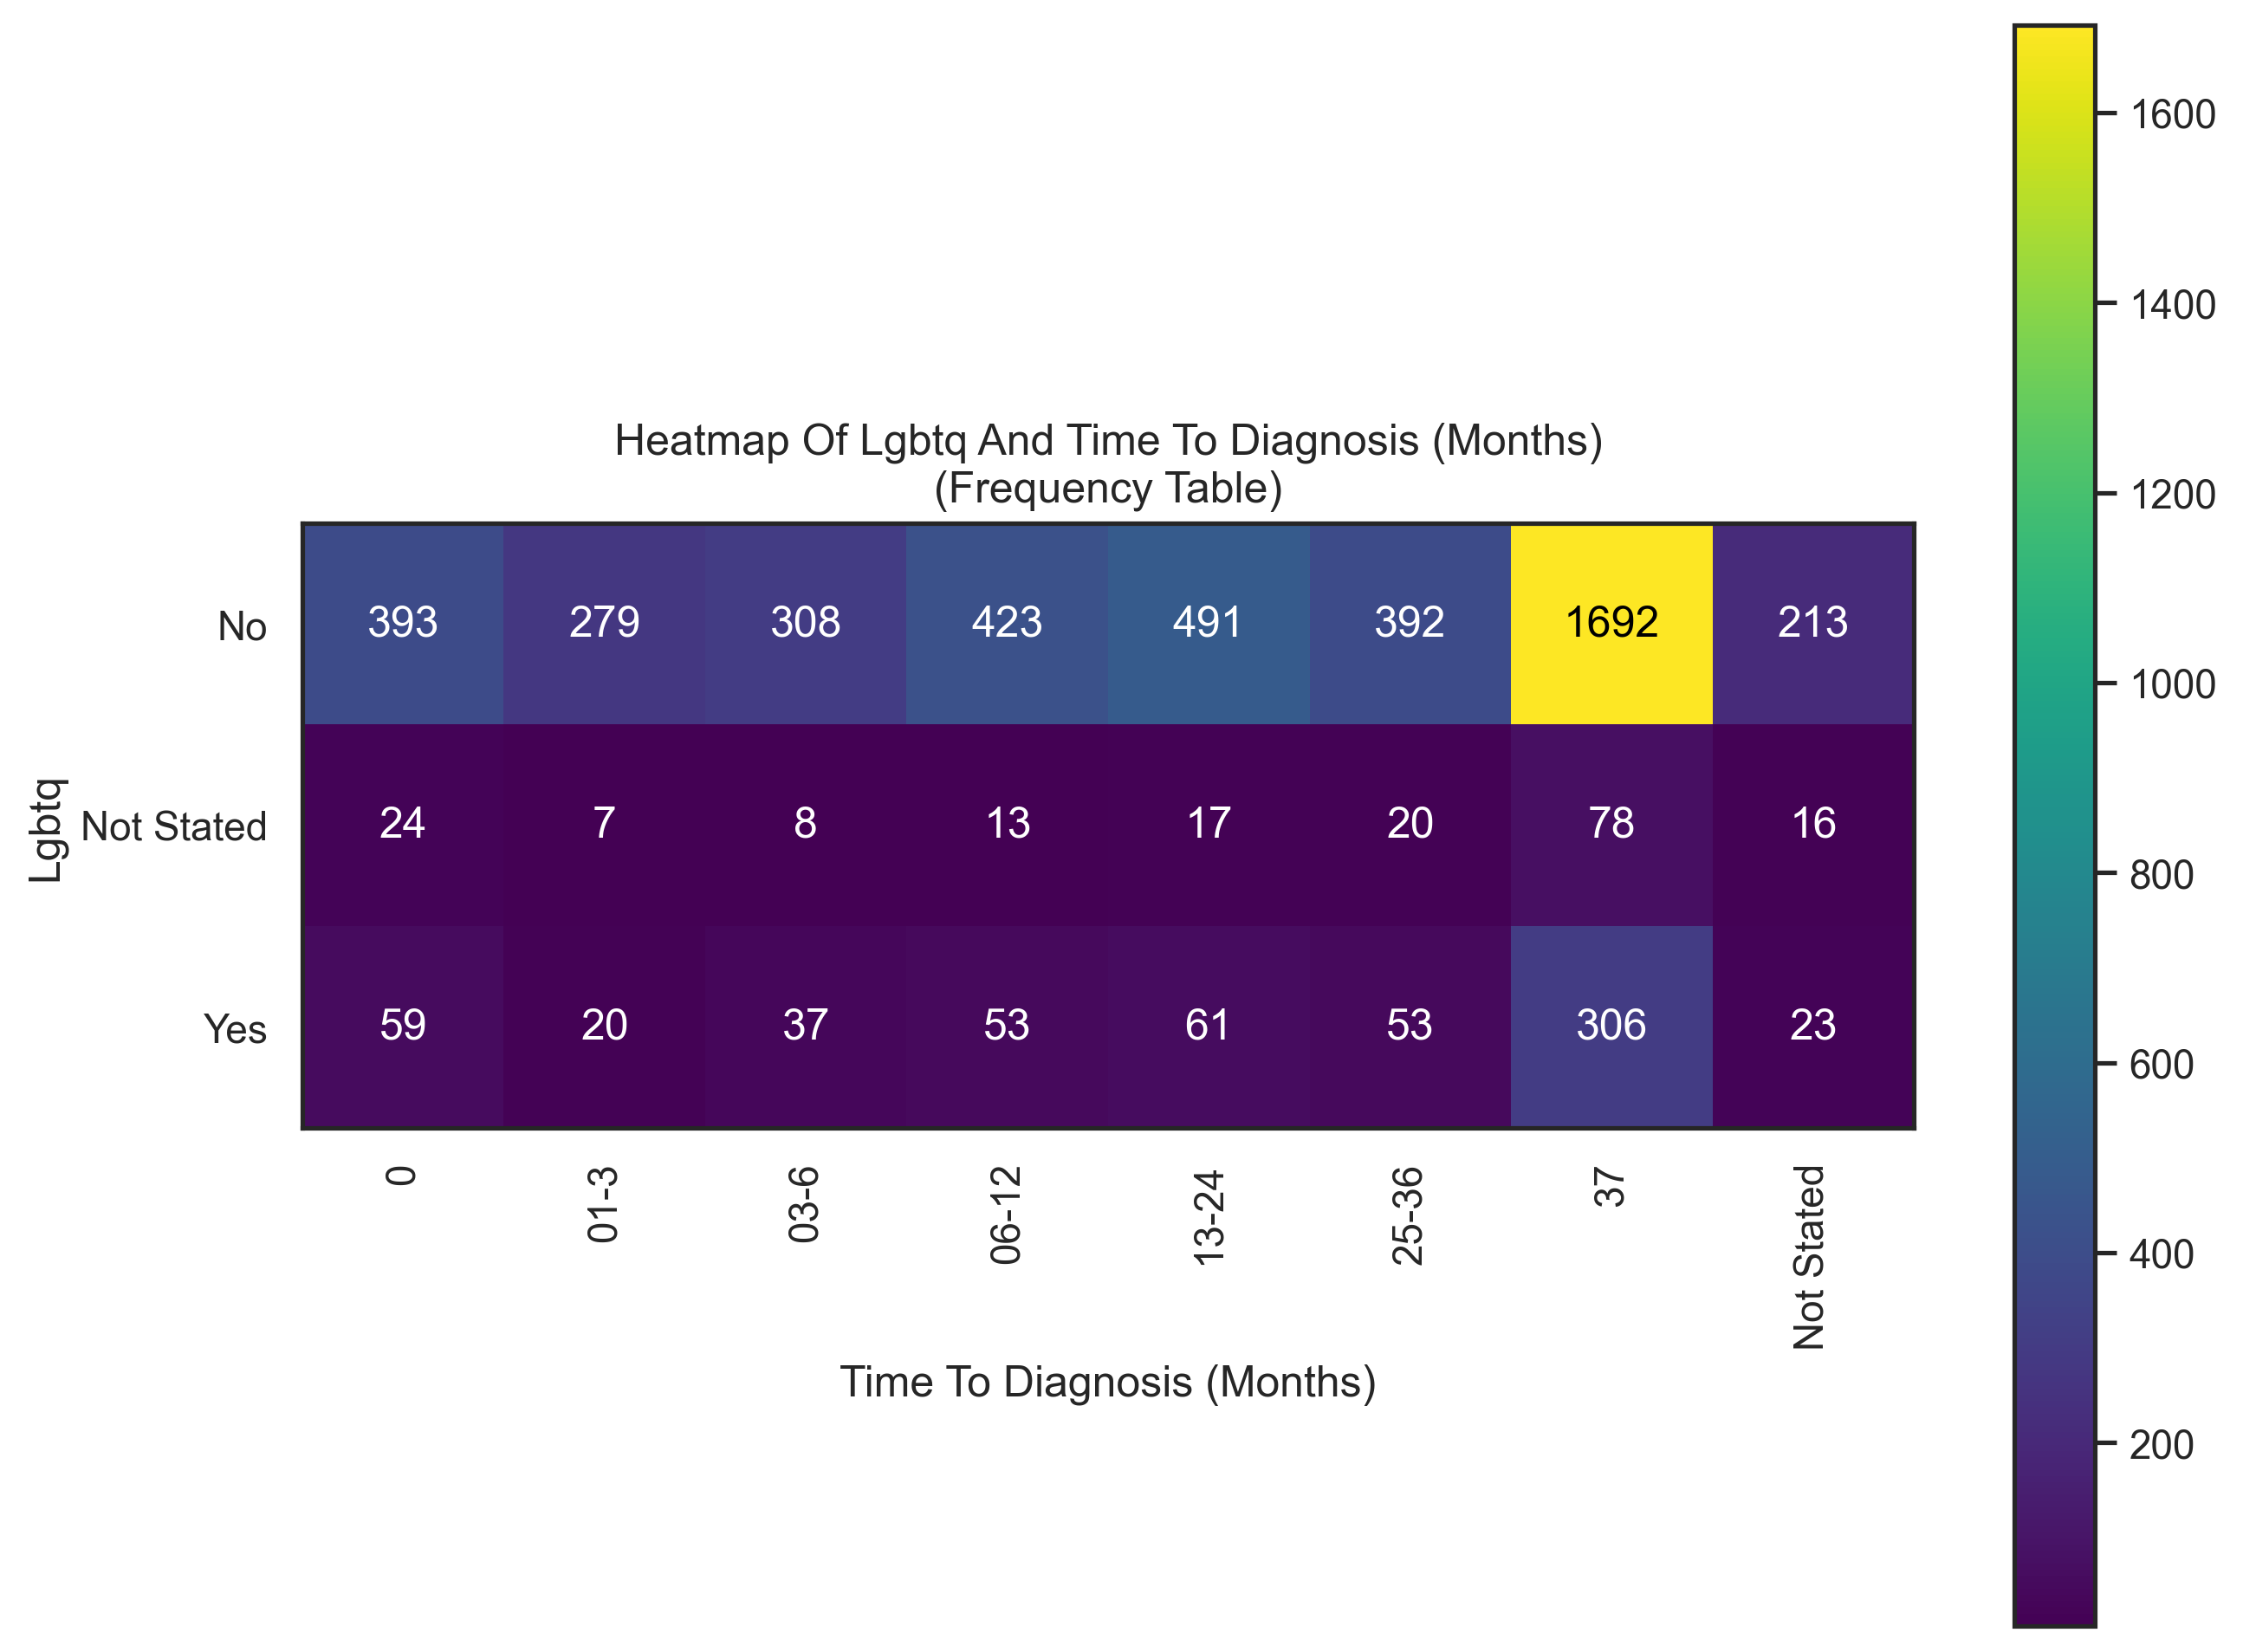 Heatmap Of Lgbtq And Time To Diagnosis (Months)
(Frequency Table)
Lgbtq
No 393 279 308 423 491 392 1692 213
Not Stated 24 7 8 13 17 20 78 16
Yes 59 20 37 53 61 53 306 23
0 01-3 03-6 06-12 13-24 25-36 37 Not Stated
Time To Diagnosis (Months)
1600
1400
1200
1000
800
600
400
200